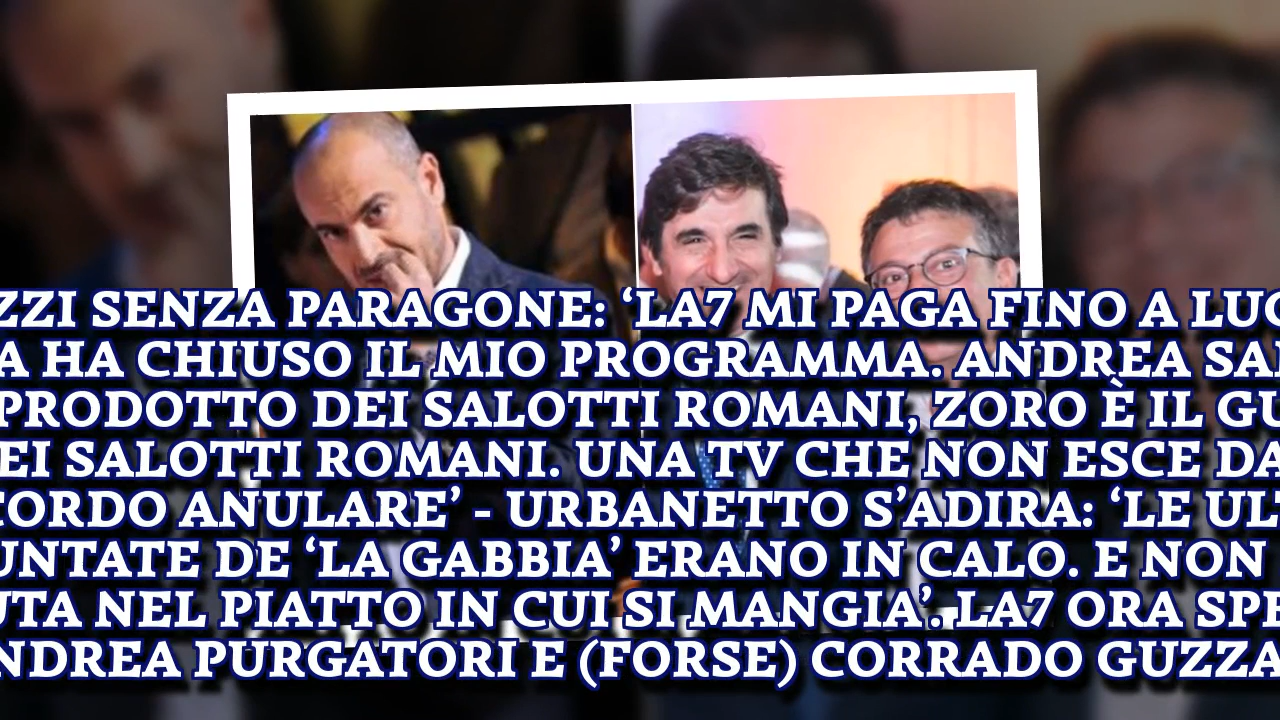 ZZI SENZA PARAGONE: ‘LA7 MI PAGA FINO A LUG
A HA CHIUSO IL MIO PROGRAMMA. ANDREA SAL
PRODOTTO DEI SALOTTI ROMANI, ZORO È IL GU
EI SALOTTI ROMANI. UNA TV CHE NON ESCE DA
CORDO ANULARE’ - URBANETTO S’ADIRA: ‘LE UL
UNTATE DE ‘LA GABBIA’ ERANO IN CALO. E NON
UTA NEL PIATTO IN CUI SI MANGIA’. LA7 ORA SPE
NDREA PURGATORI E (FORSE) CORRADO GUZZA